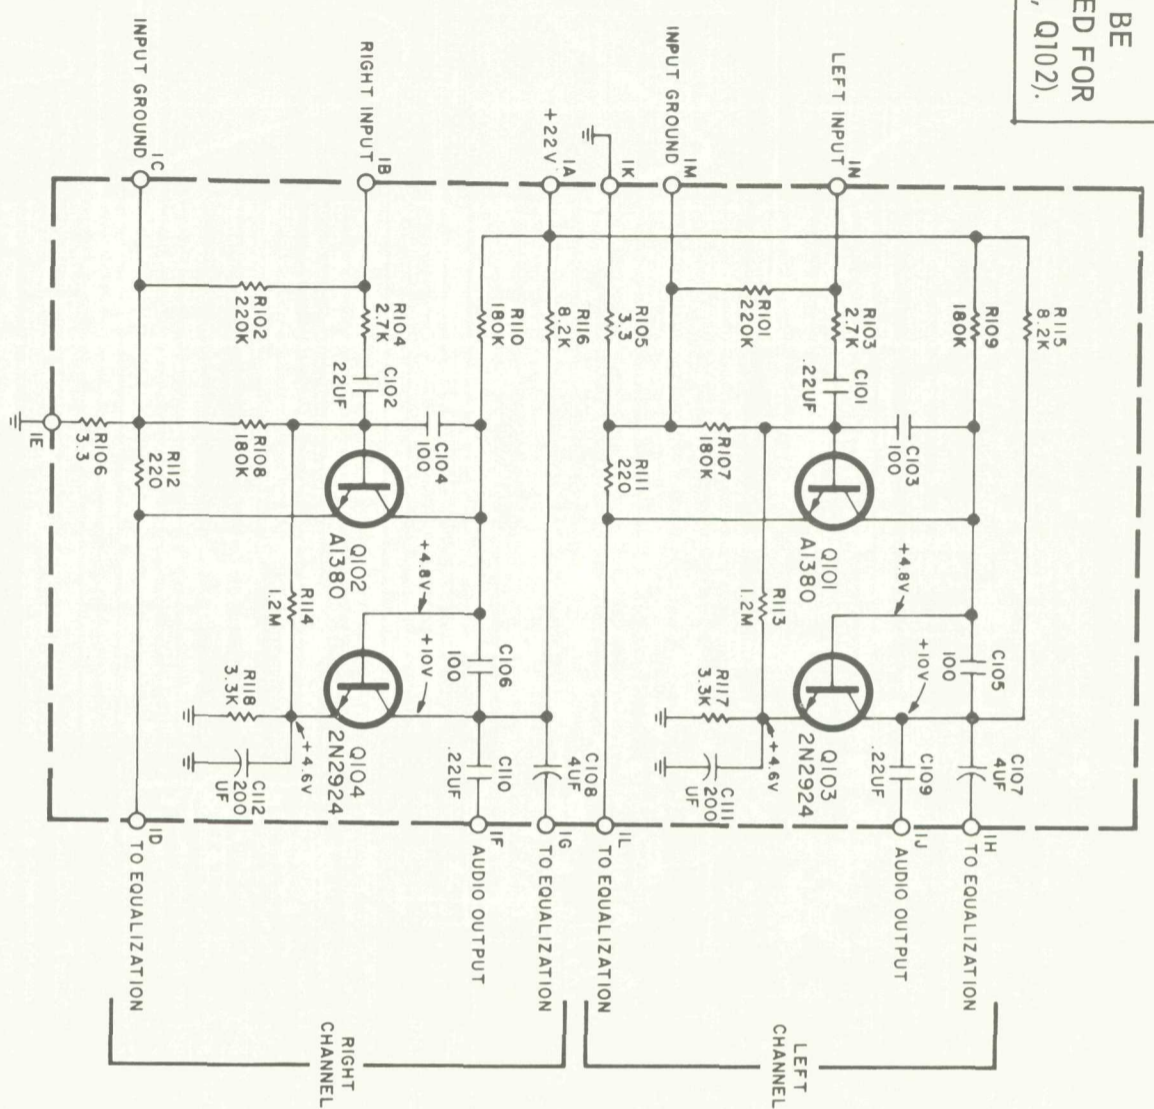 BE
ED FOR
, Q102).
LEFT INPUT
INPUT GROUND
+22V
RIGHT INPUT
INPUT GROUND
1N
1M
1K
1A
1B
1C
R115
8.2K
R109
180K
R103
2.7K
R101
220K
R105
3.3
R116
8.2K
R110
180K
R104
2.7K
R102
220K
C103
100
C101
.22UF
R107
180K
R111
220
C104
100
C102
.22UF
R108
180K
R112
220
R106
3.3
1E
Q101
A1380
Q102
A1380
+4.8V
R113
1.2M
+4.8V
R114
1.2M
C105
100
+10V
R117
3.3K
C106
100
+10V
R118
3.3K
Q103
2N2924
+4.6V
Q104
2N2924
+4.6V
C107
4UF
C109
.22UF
C111
200
UF
C108
4UF
C110
.22UF
C112
200
UF
1H
1J
1L
1G
1F
1D
TO EQUALIZATION
AUDIO OUTPUT
TO EQUALIZATION
TO EQUALIZATION
AUDIO OUTPUT
TO EQUALIZATION
LEFT
CHANNEL
RIGHT
CHANNEL